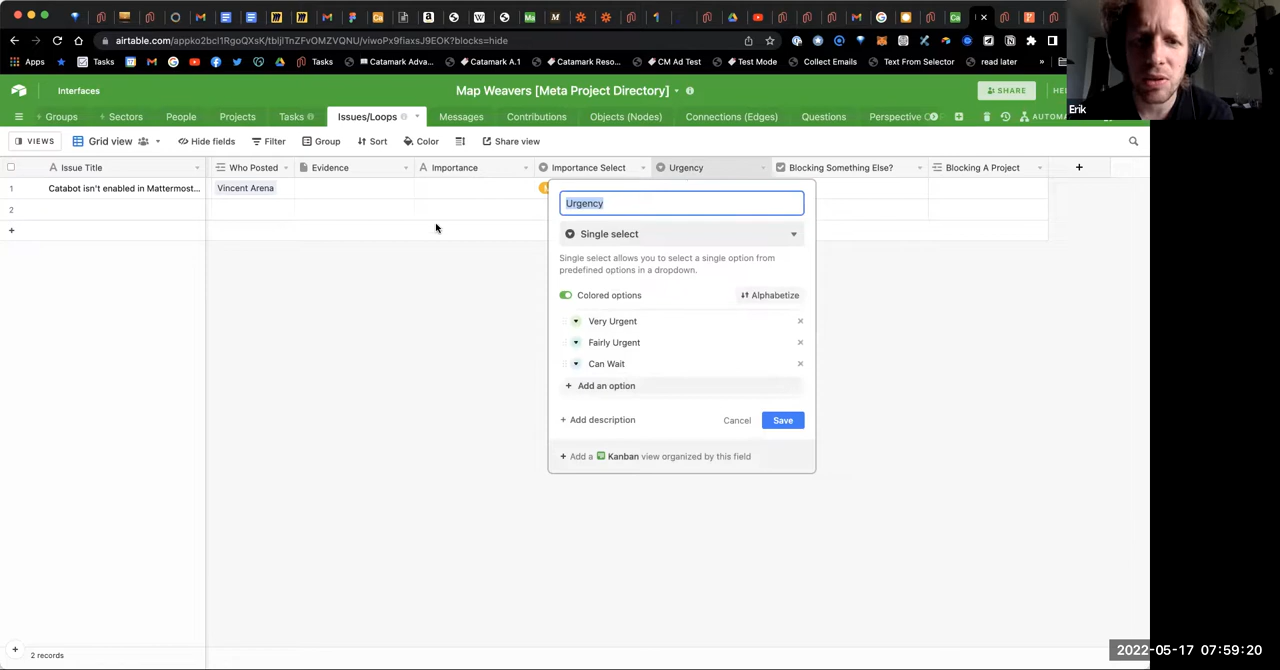 airtable.com/appko2bcl1RgoQXsK/tbljiTnZFvOMZVQNU/viwoPx9fiaxsJ9EOK?blocks=hide
Apps Tasks Tasks Catamark Adva... Catamark A.1 Catamark Reso... CM Ad Test Test Mode Collect Emails Text From Selector read later »
Erik
Interfaces Map Weavers [Meta Project Directory] SHARE
Groups Sectors People Projects Tasks Issues/Loops Messages Contributions Objects (Nodes) Connections (Edges) Questions Perspective AUTOMA
VIEWS Grid view Hide fields Filter Group Sort Color Share view
Issue Title Who Posted Evidence Importance Importance Select Urgency Blocking Something Else? Blocking A Project +
1 Catabot isn't enabled in Mattermost... Vincent Arena
2
+
Urgency
Single select
Single select allows you to select a single option from
predefined options in a dropdown.
Colored options Alphabetize
Very Urgent
Fairly Urgent
Can Wait
+ Add an option
+ Add description Cancel Save
+ Add a Kanban view organized by this field
+ 2 records
2022-05-17 07:59:20